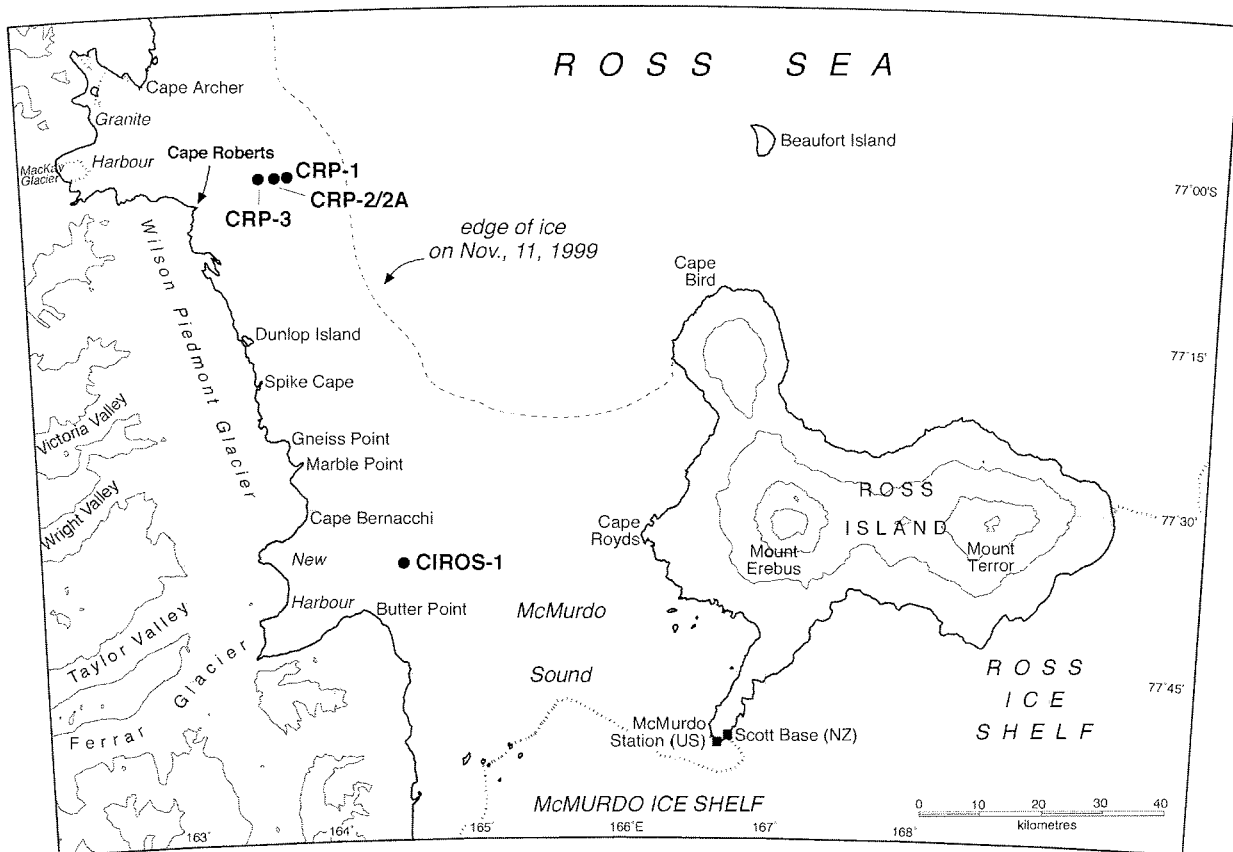 ROSS SEA
Cape Archer
Granite
Harbour
MacKay
Glacier
Cape Roberts
CRP-1
CRP-2/2A
CRP-3
Beaufort Island
77°00'S
edge of ice
on Nov., 11, 1999
Wilson Piedmont Glacier
Cape
Bird
Dunlop Island
77°15'
Spike Cape
Victoria Valley
Gneiss Point
Marble Point
Wright Valley
Cape Bernacchi
Cape
Royds
ROSS
ISLAND
Mount
Erebus
Mount
Terror
77°30'
New
Harbour
CIROS-1
Butter Point
McMurdo
Sound
Taylor Valley
Ferrar Glacier
ROSS
ICE
SHELF
77°45'
McMurdo
Station (US)
Scott Base (NZ)
McMURDO ICE SHELF
0 10 20 30 40
kilometres
163°
164°
165°
166°E
167°
168°